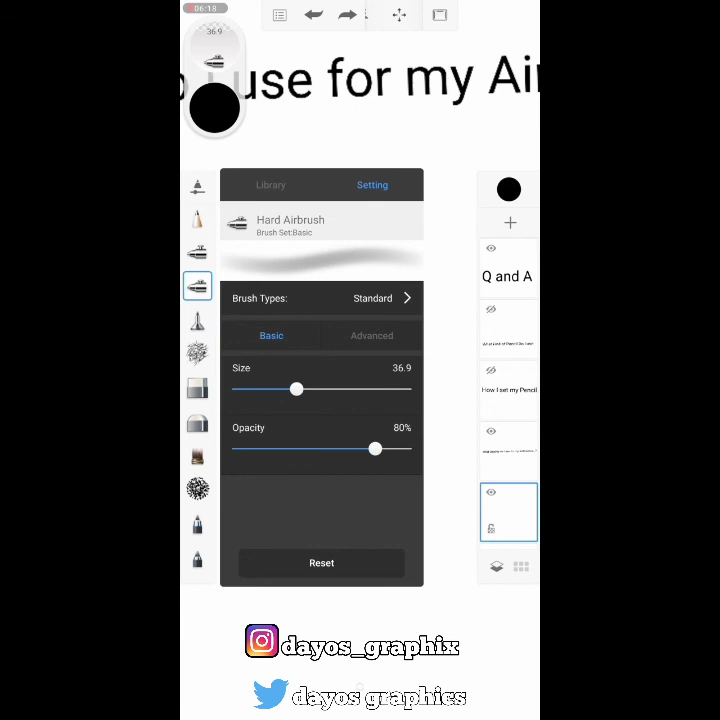 06:18
36.9
use for my Air
Library
Setting
Hard Airbrush
Brush Set:Basic
Brush Types:
Standard
Basic
Advanced
Size
36.9
Opacity
80%
Reset
Q and A
How I set my Pencil
dayos_graphix
dayos graphics